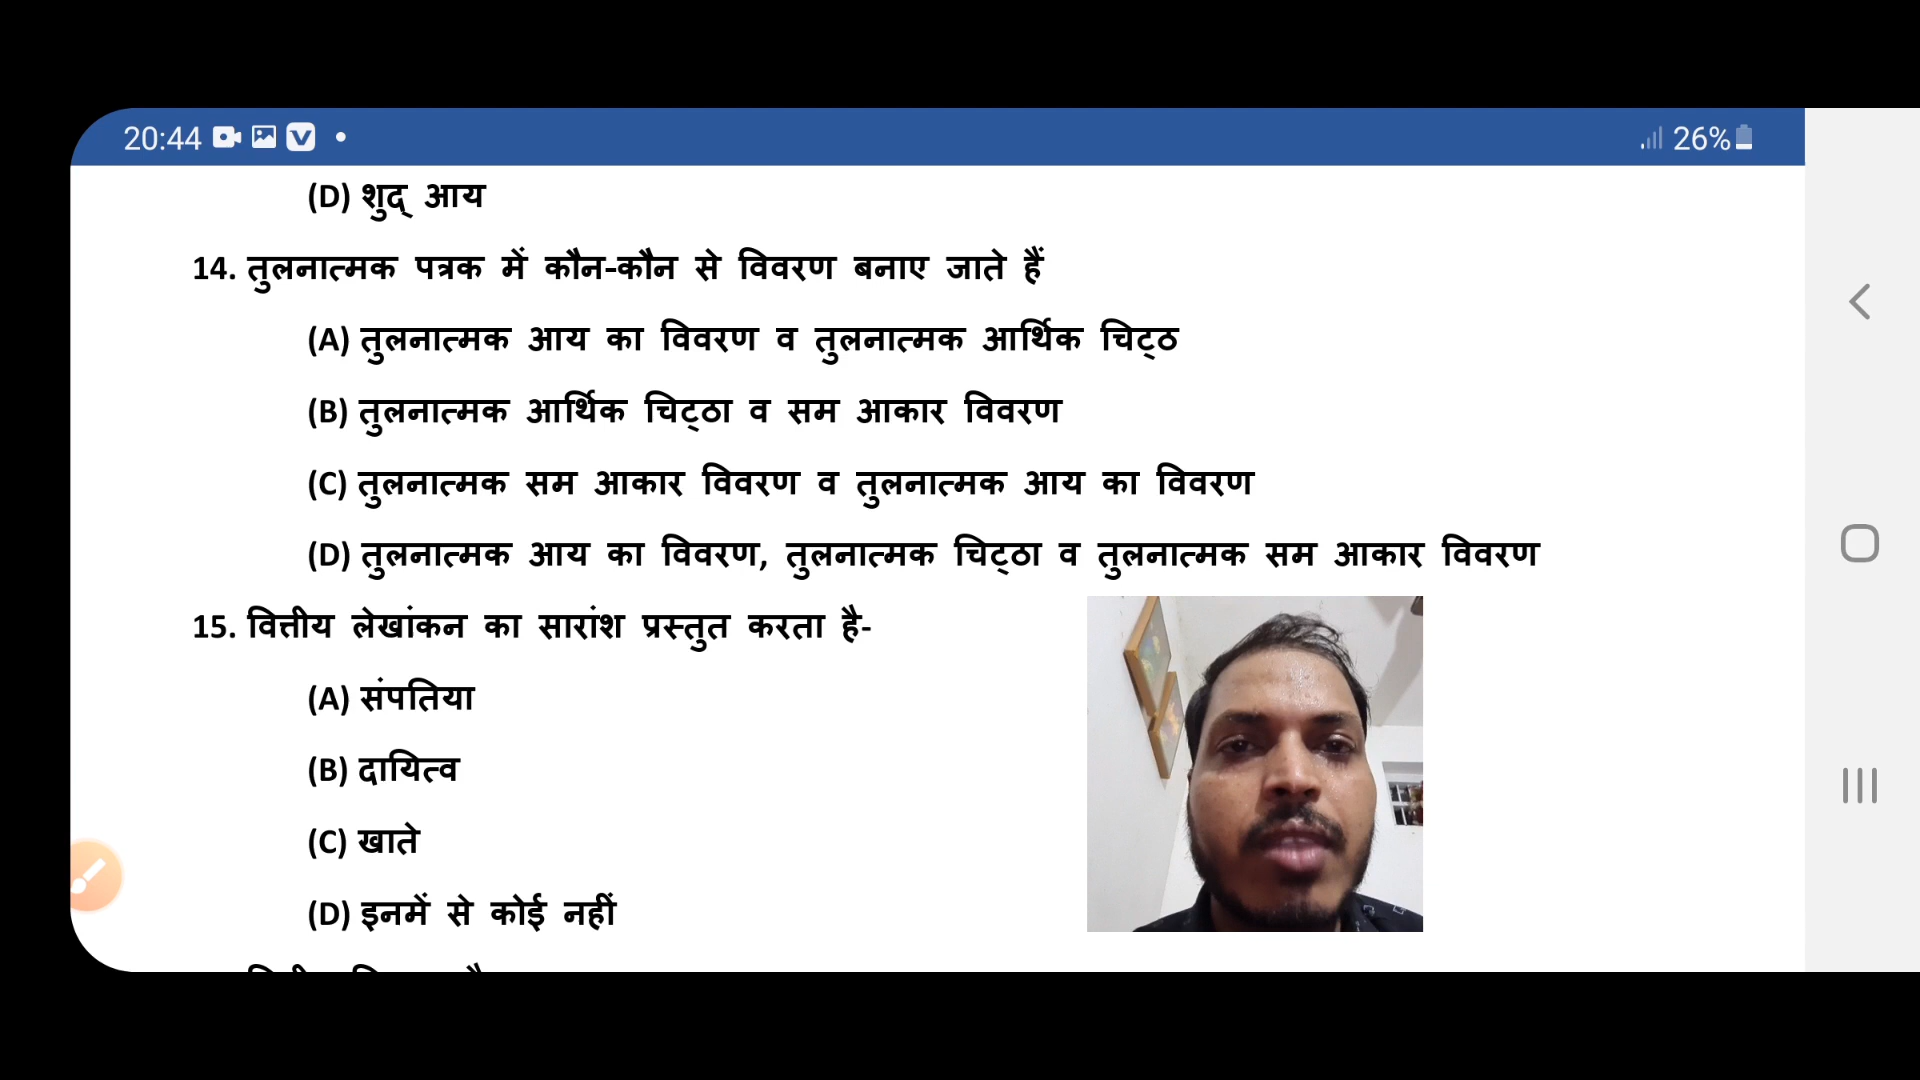 20:44 26%
(D) शुद् आय
14. तुलनात्मक पत्रक में कौन-कौन से विवरण बनाए जाते हैं
(A) तुलनात्मक आय का विवरण व तुलनात्मक आर्थिक चिट्ठ
(B) तुलनात्मक आर्थिक चिट्ठा व सम आकार विवरण
(C) तुलनात्मक सम आकार विवरण व तुलनात्मक आय का विवरण
(D) तुलनात्मक आय का विवरण, तुलनात्मक चिट्ठा व तुलनात्मक सम आकार विवरण
15. वित्तीय लेखांकन का सारांश प्रस्तुत करता है-
(A) संपतिया
(B) दायित्व
(C) खाते
(D) इनमें से कोई नहीं